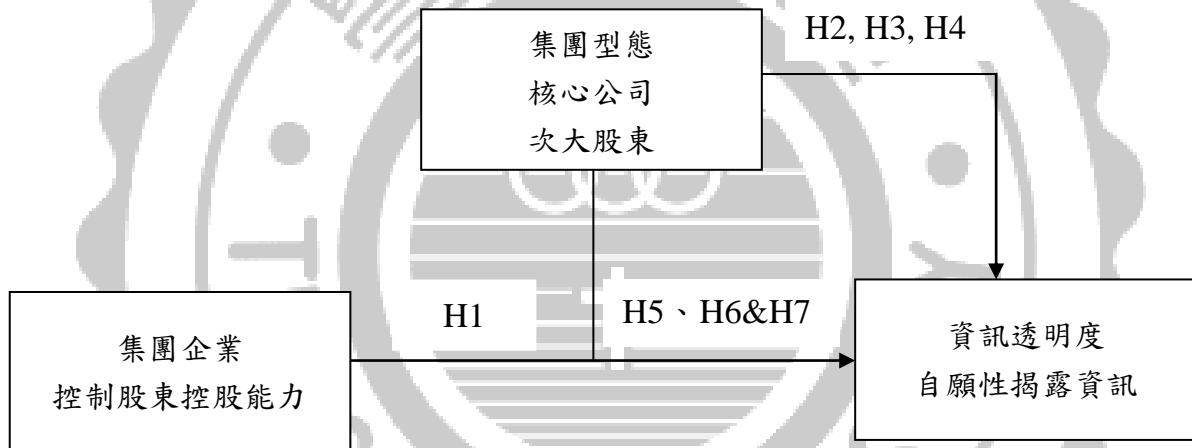 集團型態
核心公司
次大股東
H2, H3, H4
H1
H5、H6&H7
集團企業
控制股東控股能力
資訊透明度
自願性揭露資訊